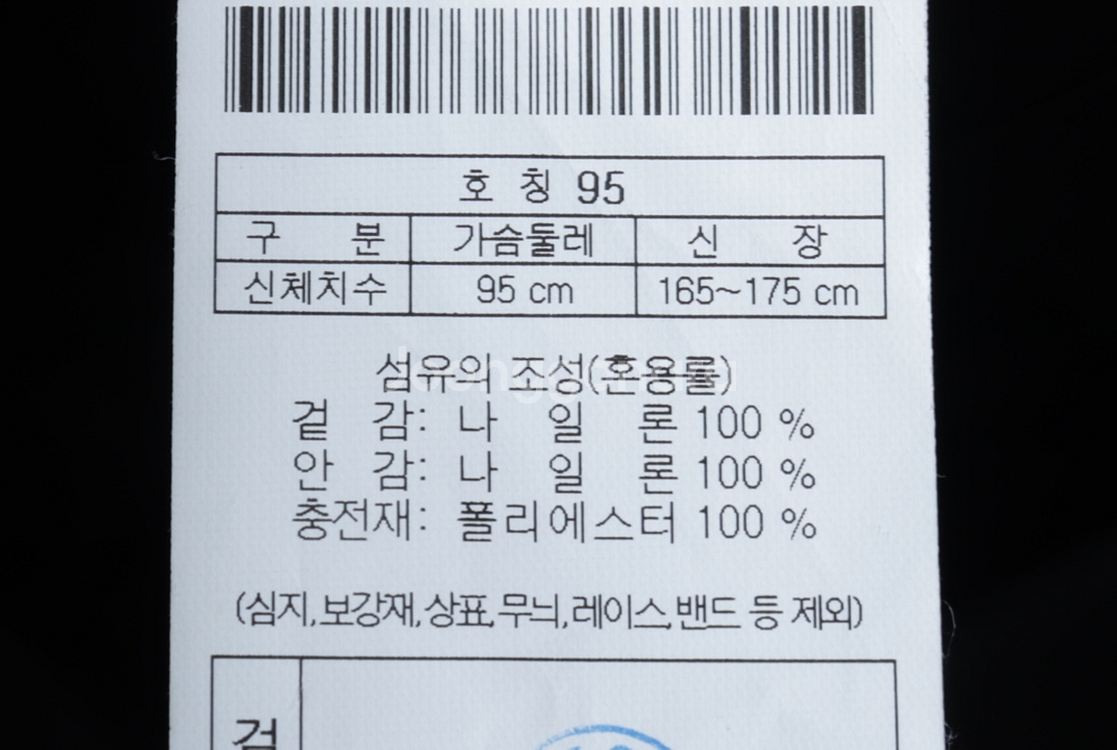 호 칭 95
구 분 가슴둘레 신 장
신체치수 95 cm 165~175 cm
섬유의 조성(혼용률)
겉 감: 나 일 론 100 %
안 감: 나 일 론 100 %
충전재: 폴리에스터 100 %
(심지,보강재,상표,무늬,레이스,밴드 등 제외)
검